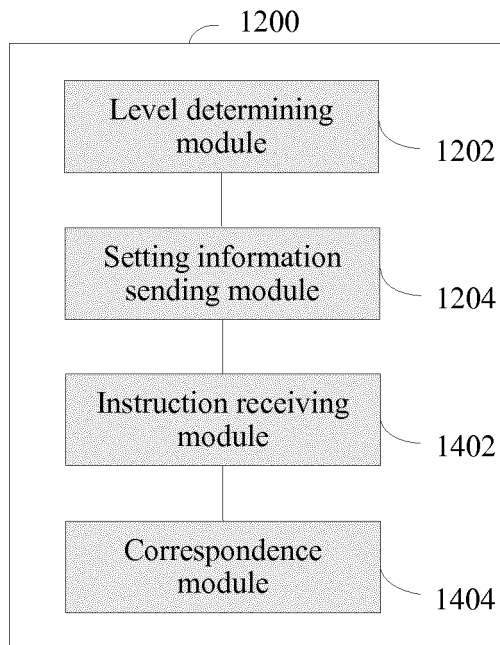 1200
Level determining
module
1202
Setting information
sending module
1204
Instruction receiving
module
1402
Correspondence
module
1404